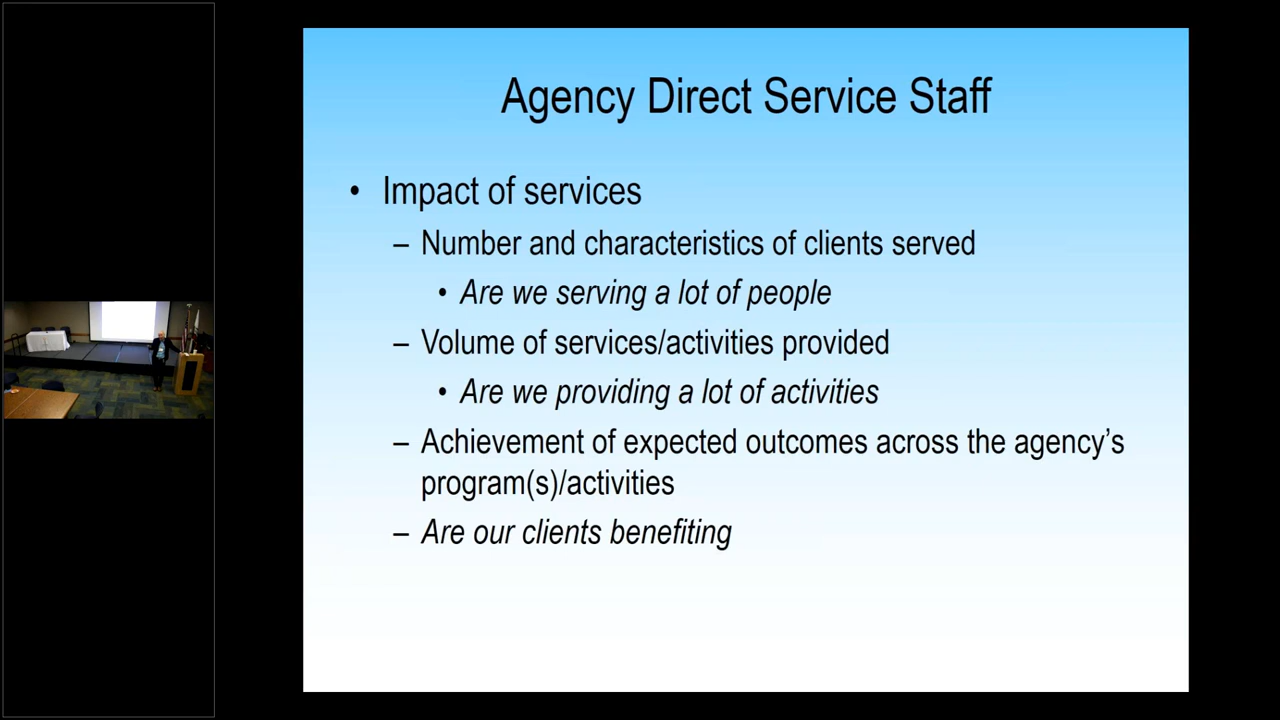 Agency Direct Service Staff
• Impact of services
– Number and characteristics of clients served
• Are we serving a lot of people
– Volume of services/activities provided
• Are we providing a lot of activities
– Achievement of expected outcomes across the agency’s
program(s)/activities
– Are our clients benefiting